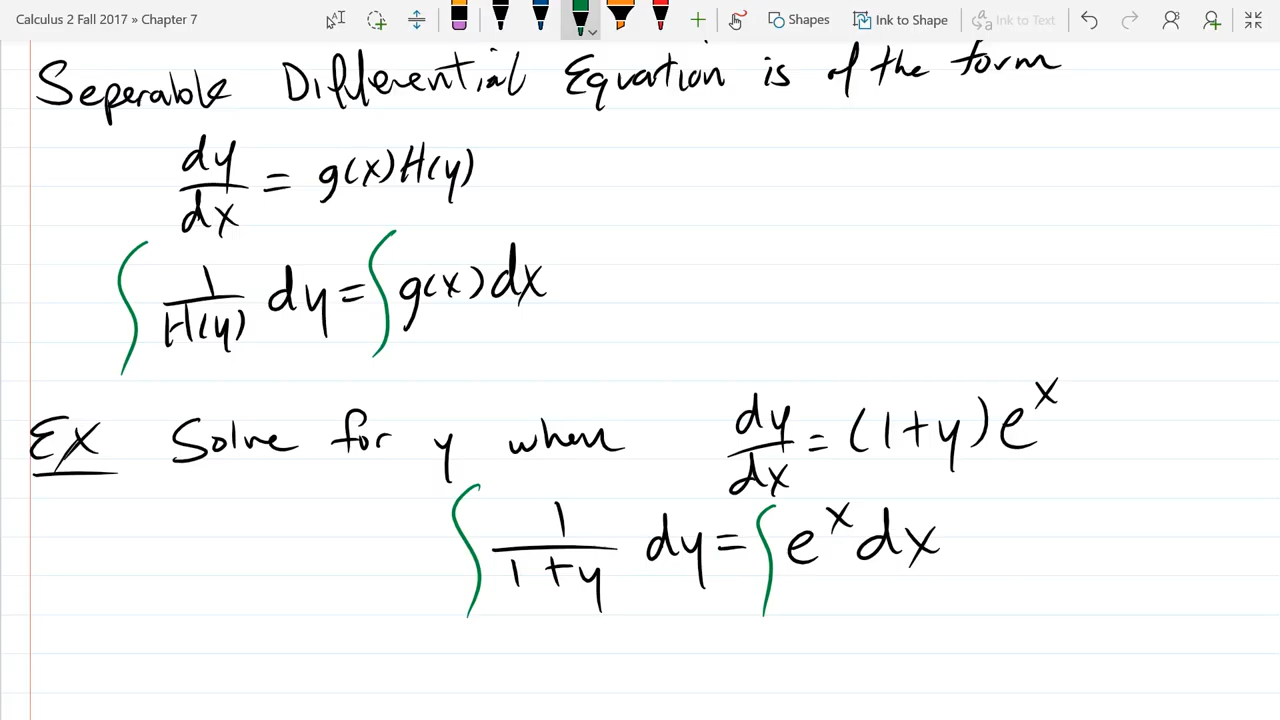 Calculus 2 Fall 2017 » Chapter 7 Shapes Ink to Shape Ink to Text
Seperable Differential Equation is of the form
dy/dx = g(x)H(y)
∫ 1/H(y) dy = ∫ g(x)dx
EX Solve for y when dy/dx = (1+y)e^x
∫ 1/(1+y) dy = ∫ e^x dx